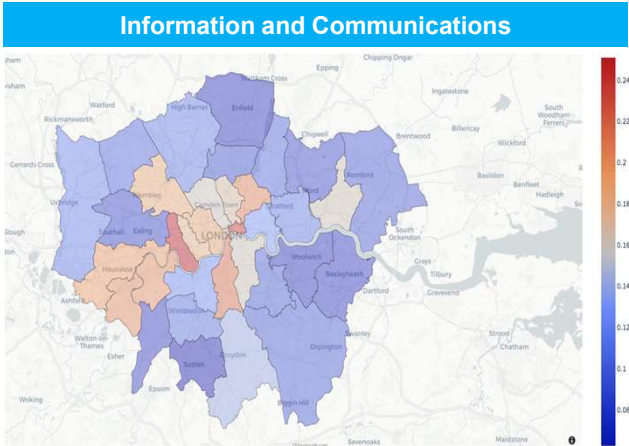 Information and Communications
Chipping Ongar
Epping
Waltham Cross
Watford
Ingatestone
High Barnet
Enfield
South
Woodham
Ferrers
Rickmansworth
Chigwell
Billericay
Brentwood
Wickford
Gerrards Cross
Wembley
Ilford
Romford
Basildon
Benfleet
Hadleigh
Uxbridge
Camden Town
Stratford
Slough
Southall
Ealing
LONDON
South
Ockendon
Hounslow
Woolwich
Crays
Tilbury
Bexleyheath
Ashford
Dartford
Gravesend
Wimbledon
Walton-on
Thames
Swanley
Strood
Esher
Chatham
Sutton
Croydon
Orpington
Epsom
Biggin Hill
Woking
Sevenoaks
Maidstone
0.24
0.22
0.2
0.18
0.16
0.14
0.12
0.1
0.08